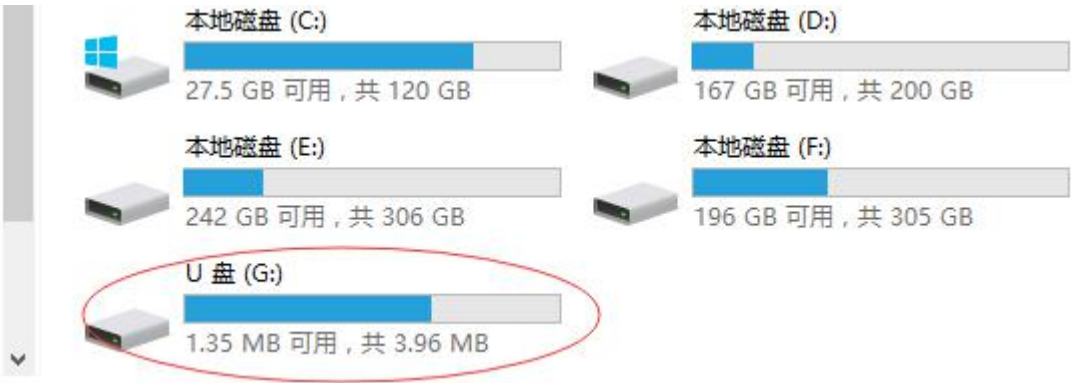 本地磁盘 (C:)
27.5 GB 可用，共 120 GB
本地磁盘 (D:)
167 GB 可用，共 200 GB
本地磁盘 (E:)
242 GB 可用，共 306 GB
本地磁盘 (F:)
196 GB 可用，共 305 GB
U 盘 (G:)
1.35 MB 可用，共 3.96 MB